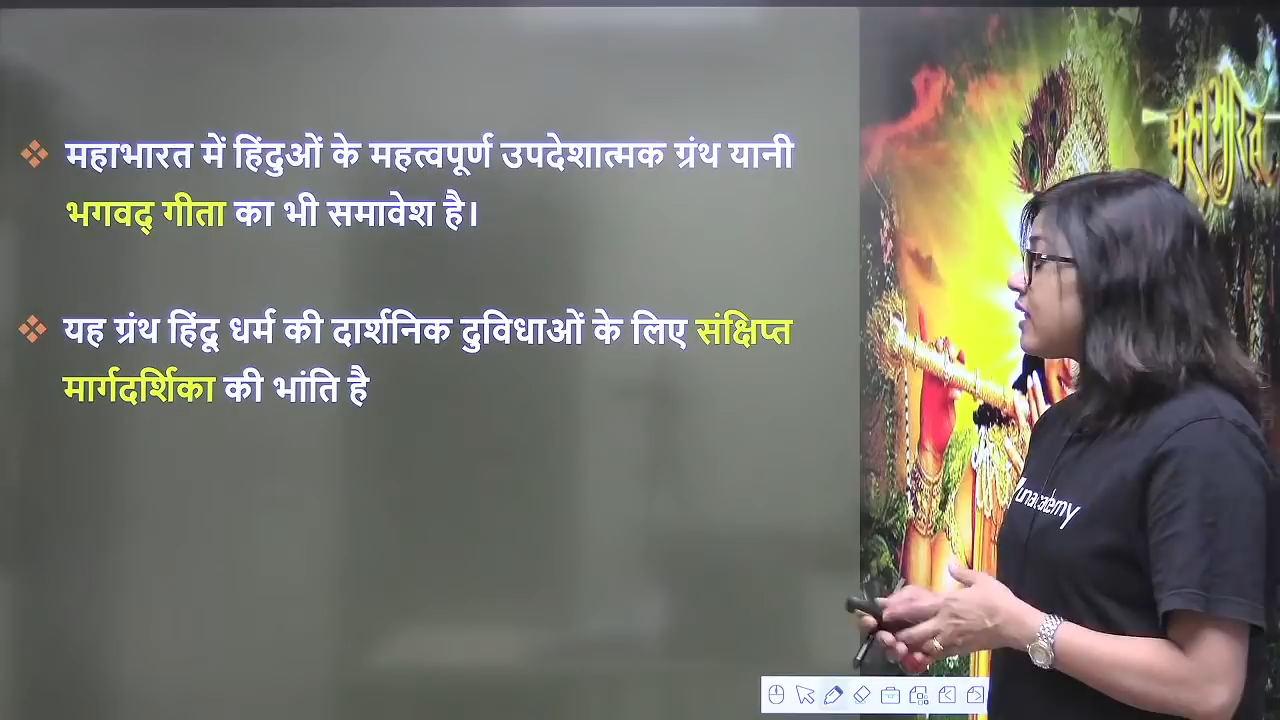 महाभारत में हिंदुओं के महत्वपूर्ण उपदेशात्मक ग्रंथ यानी
भगवद् गीता का भी समावेश है।
यह ग्रंथ हिंदू धर्म की दार्शनिक दुविधाओं के लिए संक्षिप्त
मार्गदर्शिका की भांति है
महाभारत
unacademy